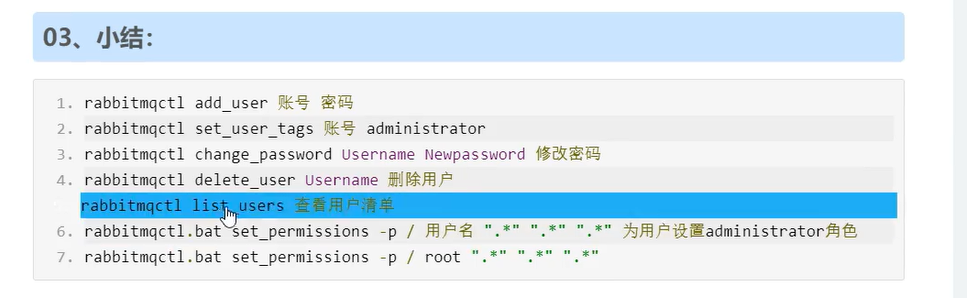 03、小结:
1. rabbitmqctl add_user 账号 密码
2. rabbitmqctl set_user_tags 账号 administrator
3. rabbitmqctl change_password Username Newpassword 修改密码
4. rabbitmqctl delete_user Username 删除用户
rabbitmqctl list_users 查看用户清单
6. rabbitmqctl.bat set_permissions -p / 用户名 ".*" ".*" ".*" 为用户设置administrator角色
7. rabbitmqctl.bat set_permissions -p / root ".*" ".*" ".*"